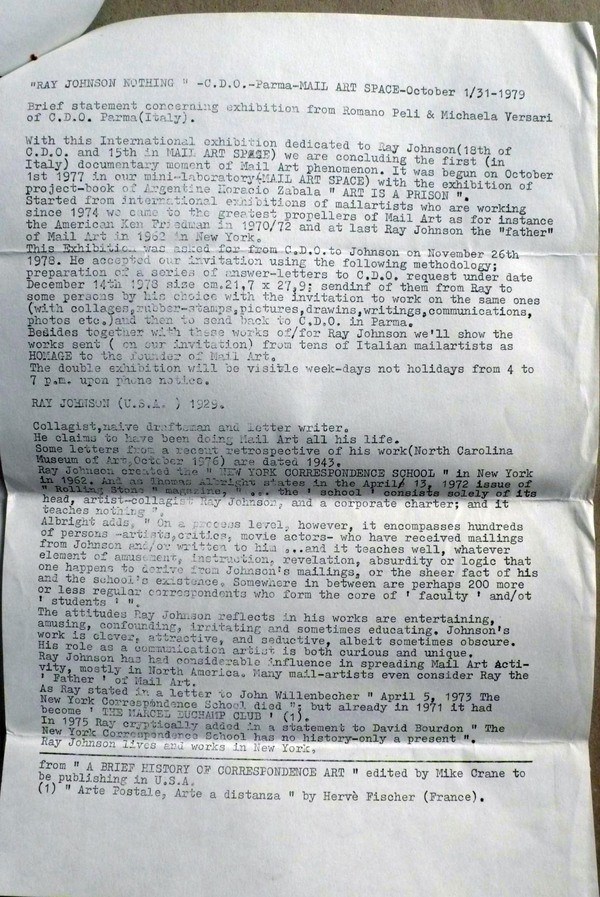 "RAY JOHNSON NOTHING " -C.D.O.-Parma-MAIL ART SPACE-October 1/31-1979
Brief statement concerning exhibition from Romano Peli & Michaela Versari
of C.D.O. Parma(Italy).
With this International exhibition dedicated to Ray Johnson(18th of
C.D.O. and 15th in MAIL ART SPACE) we are concluding the first (in
Italy) documentary moment of Mail Art phenomenon. It was begun on October
1st 1977 in our mini-laboratory(MAIL ART SPACE) with the exhibition of
project-book of Argentine Horacio Zabala " ART IS A PRISON ".
Started from international exhibitions of mailartists who are working
since 1974 we came to the greatest propellers of Mail Art as for instance
the American Ken Friedman in 1970/72 and at last Ray Johnson the "father"
of Mail Art in 1962 in New York.
This Exhibition was asked for from C.D.O.to Johnson on November 26th
1978. He accepted our invitation using the following methodology;
preparation of a series of answer-letters to C.D.O. request under date
December 14th 1978 size cm.21,7 x 27,9; sendinf of them from Ray to
some persons by his choice with the invitation to work on the same ones
(with collages,rubber-stamps,pictures,drawins,writings,communications,
photos etc.)and then to send back to C.D.O. in Parma.
Besides together with these works of/for Ray Johnson we'll show the
works sent ( on our invitation) from tens of Italian mailartists as
HOMAGE to the founder of Mail Art.
The double exhibition will be visitle week-days not holidays from 4 to
7 p.m. upon phone notice.
RAY JOHNSON (U.S.A. ) 1929.
Collagist,naive draftsman and letter writer.
He claims to have been doing Mail Art all his life.
Some letters from a recent retrospective of his work(North Carolina
Museum of Art,October 1976) are dated 1943.
Ray Johnson created the " NEW YORK CORRESPONDENCE SCHOOL " in New York
in 1962. And as Thomas Albright states in the April/ 13, 1972 issue of
" Rolling Stone " magazine, " ... the ' school ' consists solely of its
head, artist-collagist Ray Johnson, and a corporate charter; and it
teaches nothing ".
Albright adds, " On a process level, however, it encompasses hundreds
of persons -artists,critics, movie actors- who have received mailings
from Johnson and/or written to him ...and it teaches well, whatever
element of amusement, instruction, revelation, absurdity or logic that
one happens to derive from Johnson's mailings, or the sheer fact of his
and the school's existence. Somewhere in between are perhaps 200 more
or less regular correspondents who form the core of ' faculty ' and/ot
' students ' ".
The attitudes Ray Johnson reflects in his works are entertaining,
amusing, confounding, irritating and sometimes educating. Johnson's
work is clever, attractive, and seductive, albeit sometimes obscure.
His role as a communication artist is both curious and unique.
Ray Johnson has had considerable influence in spreading Mail Art Acti-
vity, mostly in North America. Many mail-artists even consider Ray the
' Father ' of Mail Art.
As Ray stated in a letter to John Willenbecher " April 5, 1973 The
New York Correspondence School died "; but already in 1971 it had
become ' THE MARCEL DUCHAMP CLUB ' (1).
In 1975 Ray cryptically added in a statement to David Bourdon " The
New York Correspondence School has no history-only a present ".
Ray Johnson lives and works in New York.
from " A BRIEF HISTORY OF CORRESPONDENCE ART " edited by Mike Crane to
be publishing in U.S.A.
(1) " Arte Postale, Arte a distanza " by Hervè Fischer (France).